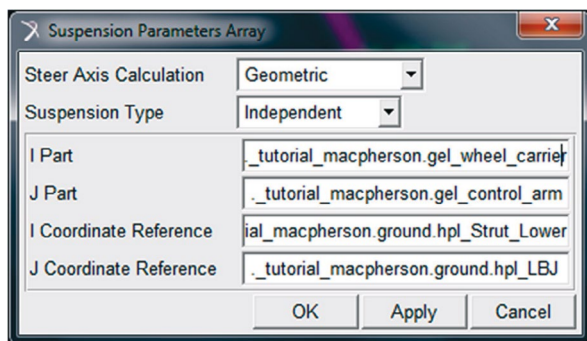 Suspension Parameters Array
Steer Axis Calculation Geometric
Suspension Type Independent
I Part ._tutorial_macpherson.gel_wheel_carrier
J Part ._tutorial_macpherson.gel_control_arm
I Coordinate Reference ial_macpherson.ground.hpl_Strut_Lower
J Coordinate Reference ._tutorial_macpherson.ground.hpl_LBJ
OK Apply Cancel